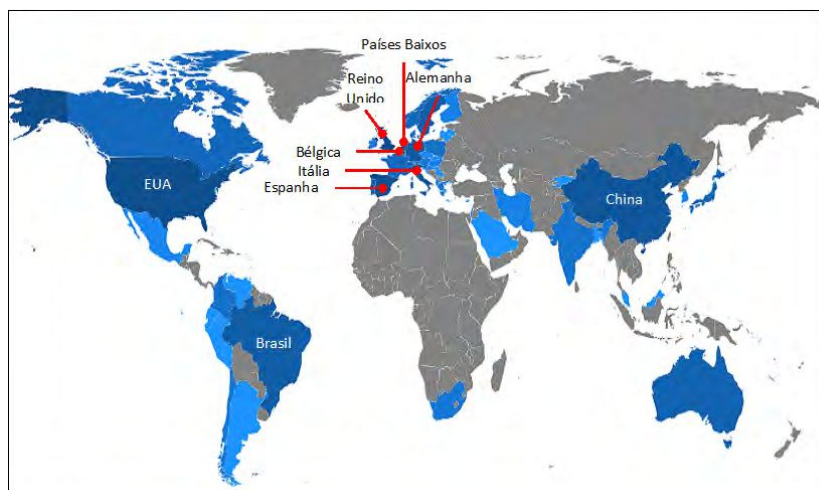 Países Baixos
Reino
Unido
Alemanha
Bélgica
Itália
Espanha
EUA
China
Brasil